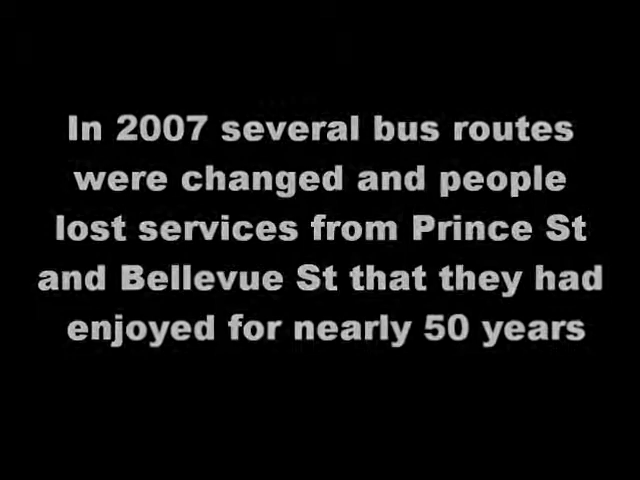 In 2007 several bus routes
were changed and people
lost services from Prince St
and Bellevue St that they had
enjoyed for nearly 50 years